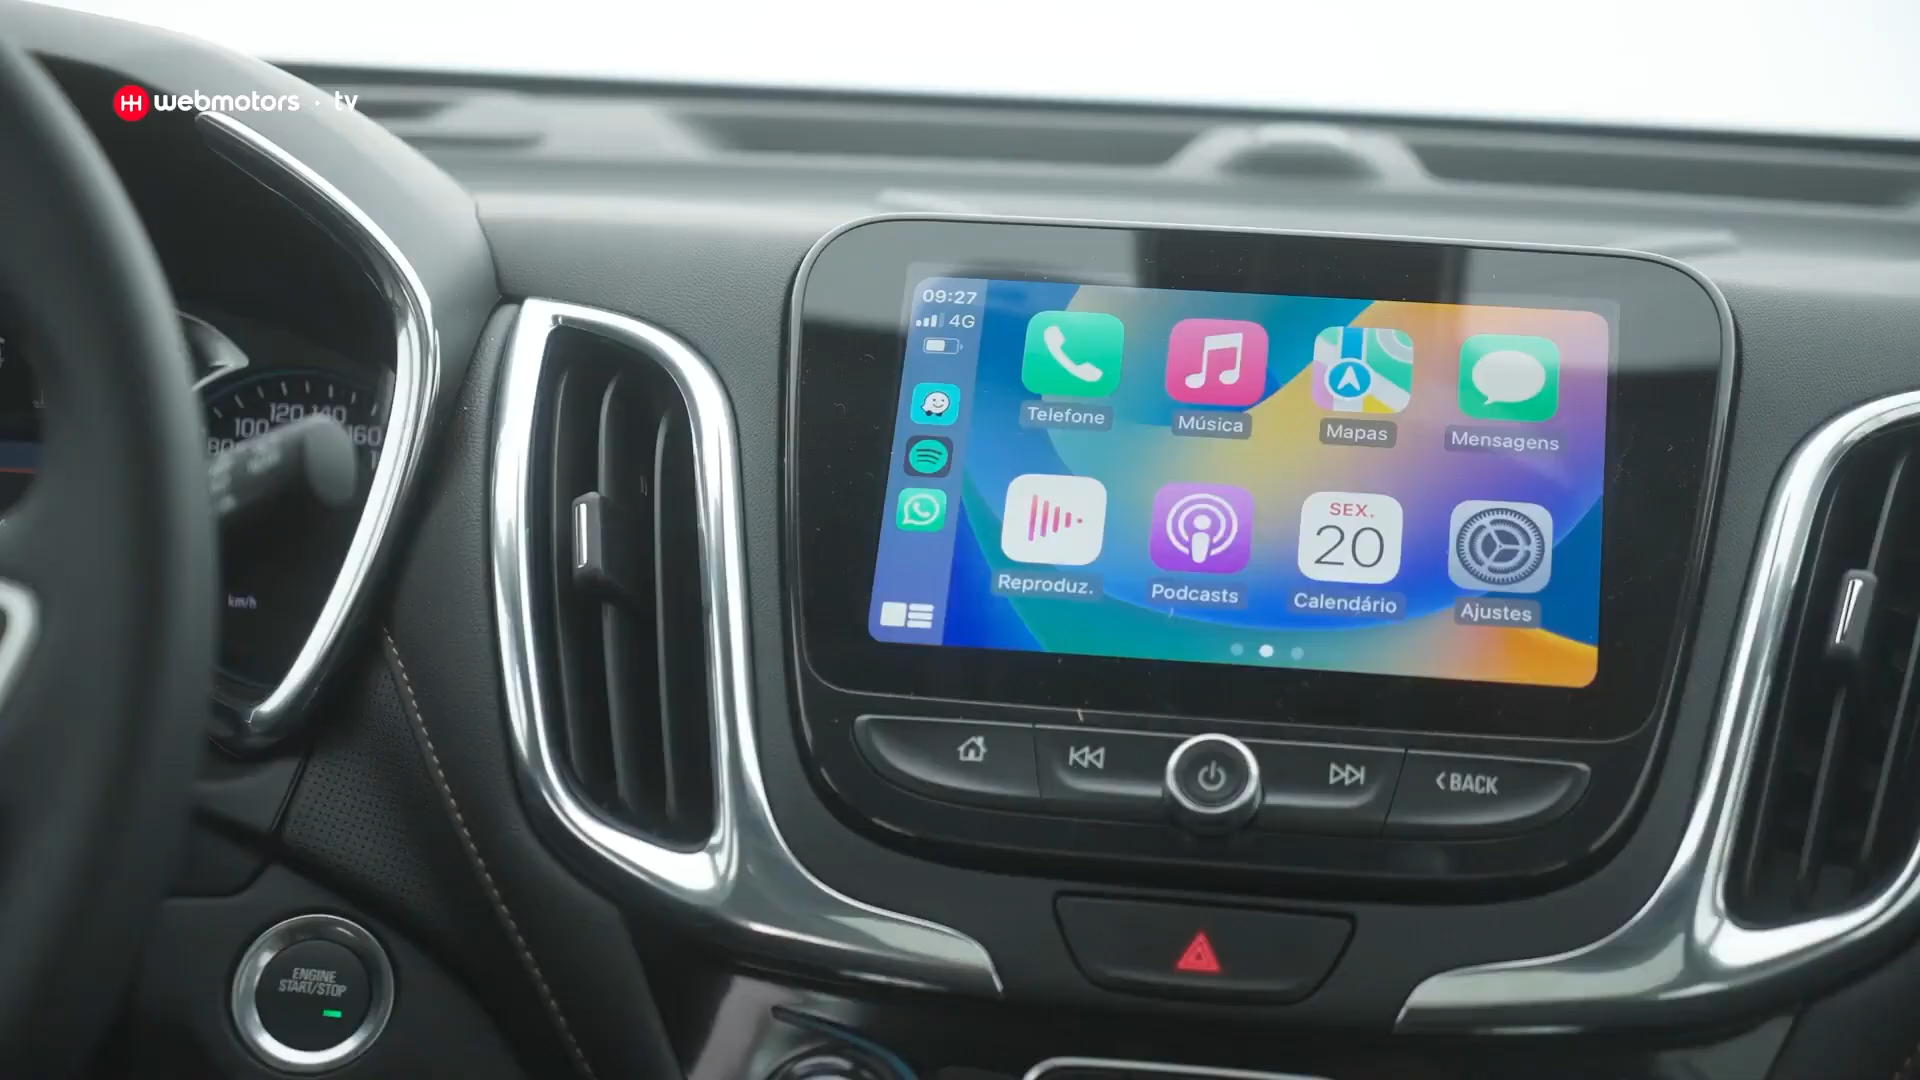 webmotors · tv
09:27
4G
Telefone
Música
Mapas
Mensagens
Reproduz.
Podcasts
SEX.
20
Calendário
Ajustes
80
100
120
140
160
km/h
BACK
ENGINE
START/STOP